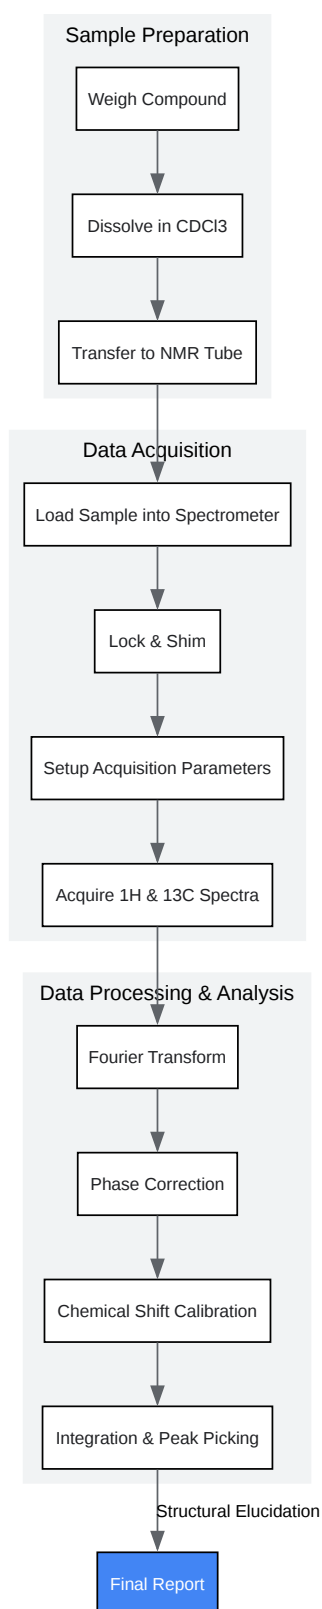 Sample Preparation
Weigh Compound
Dissolve in CDCl3
Transfer to NMR Tube
Data Acquisition
Load Sample into Spectrometer
Lock & Shim
Setup Acquisition Parameters
Acquire 1H & 13C Spectra
Data Processing & Analysis
Fourier Transform
Phase Correction
Chemical Shift Calibration
Integration & Peak Picking
Structural Elucidation
Final Report